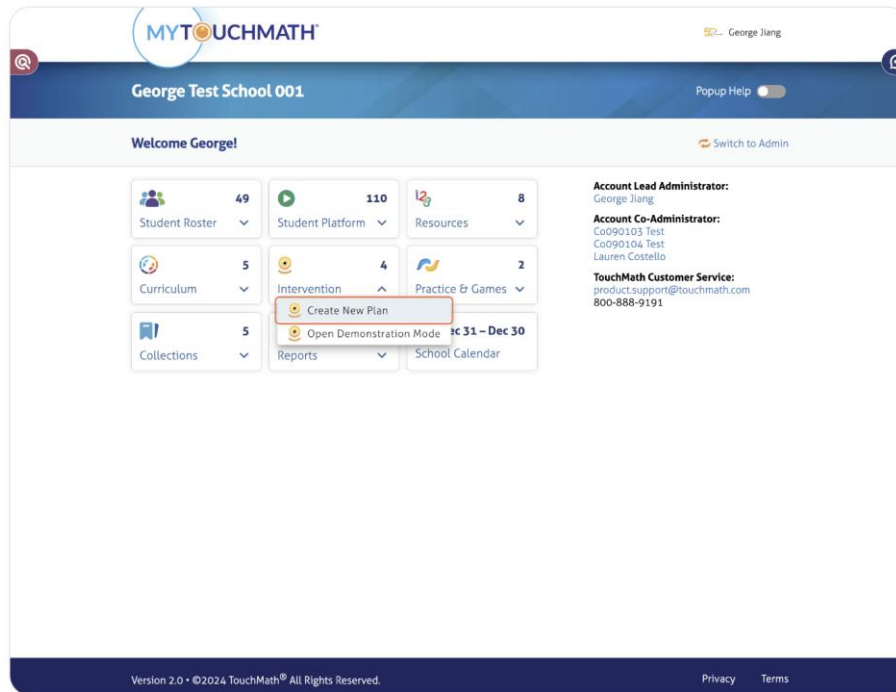 MYTOUCHMATH®
George Jiang
George Test School 001
Popup Help
Welcome George!
Switch to Admin
49
Student Roster
110
Student Platform
8
Resources
5
Curriculum
4
Intervention
2
Practice & Games
Create New Plan
Open Demonstration Mode
5
Collections
Reports
ec 31 – Dec 30
School Calendar
Account Lead Administrator:
George Jiang
Account Co-Administrator:
Co090103 Test
Co090104 Test
Lauren Costello
TouchMath Customer Service:
product.support@touchmath.com
800-888-9191
Version 2.0 • ©2024 TouchMath® All Rights Reserved.
Privacy
Terms